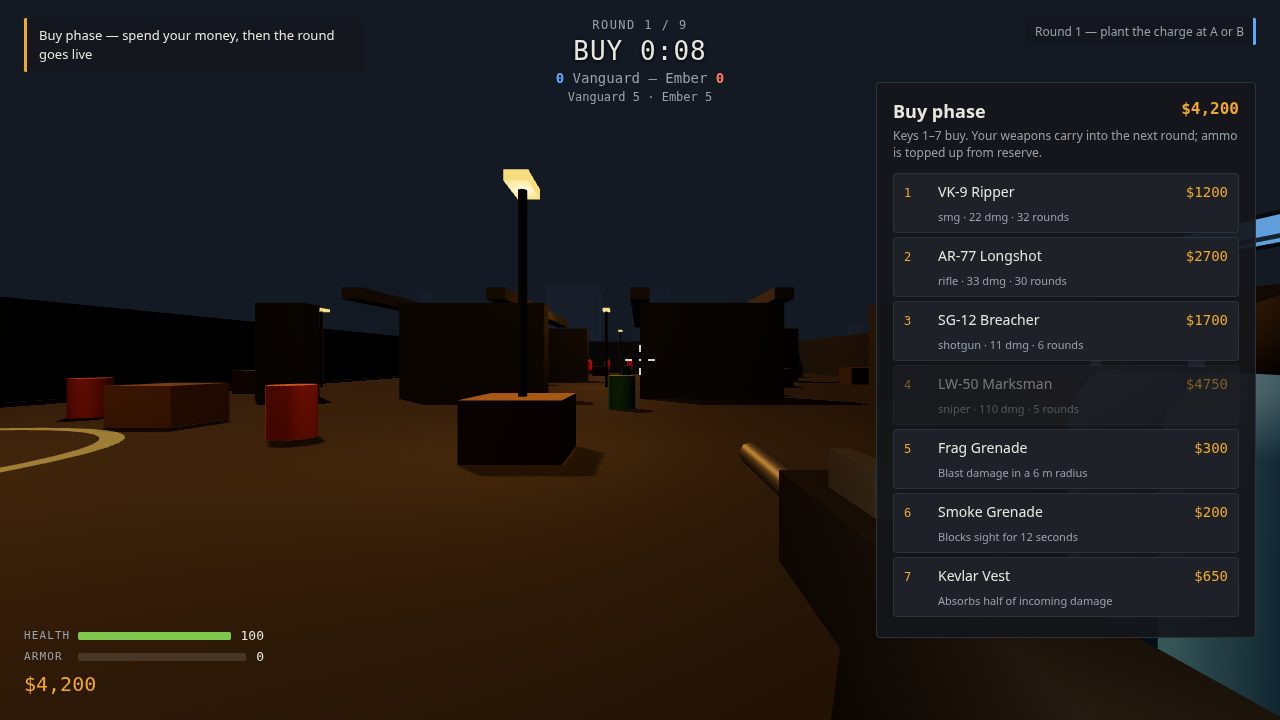 Buy phase — spend your money, then the round
goes live
ROUND 1 / 9
BUY 0:08
0 Vanguard — Ember 0
Vanguard 5 · Ember 5
Round 1 — plant the charge at A or B
Buy phase $4,200
Keys 1–7 buy. Your weapons carry into the next round; ammo
is topped up from reserve.
1 VK-9 Ripper $1200
smg · 22 dmg · 32 rounds
2 AR-77 Longshot $2700
rifle · 33 dmg · 30 rounds
3 SG-12 Breacher $1700
shotgun · 11 dmg · 6 rounds
4 LW-50 Marksman $4750
sniper · 110 dmg · 5 rounds
5 Frag Grenade $300
Blast damage in a 6 m radius
6 Smoke Grenade $200
Blocks sight for 12 seconds
7 Kevlar Vest $650
Absorbs half of incoming damage
HEALTH 100
ARMOR 0
$4,200